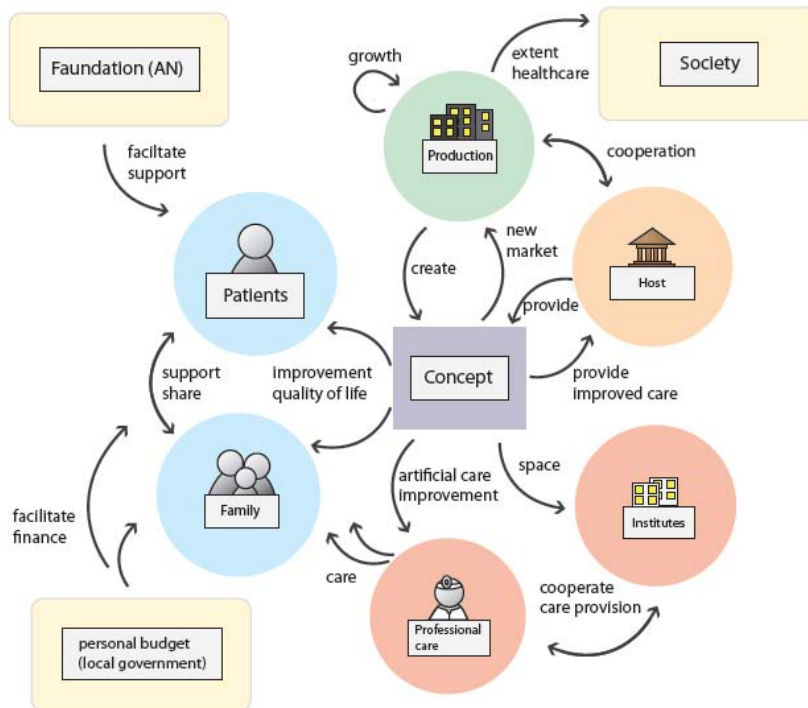 Faundation (AN)
faciltate
support
growth
extent
healthcare
Society
Production
cooperation
Patients
create
new
market
Host
provide
support
share
improvement
quality of life
Concept
provide
improved care
Family
artificial care
improvement
space
Institutes
facilitate
finance
care
Professional
care
cooperate
care provision
personal budget
(local government)